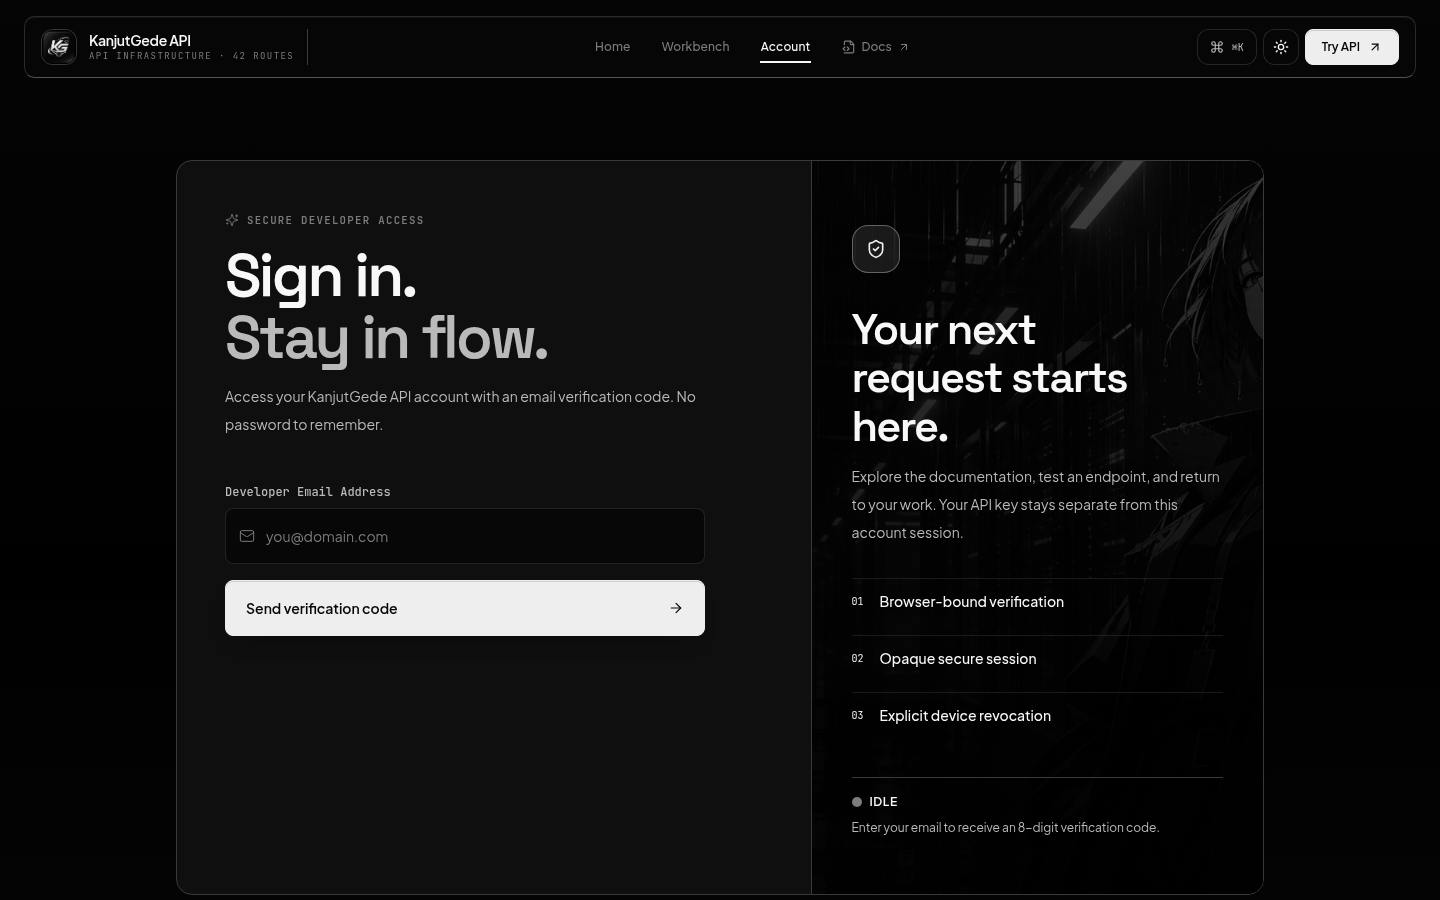 KanjutGede API
API INFRASTRUCTURE · 42 ROUTES
Home
Workbench
Account
Docs
⌘K
Try API
SECURE DEVELOPER ACCESS
Sign in.
Stay in flow.
Access your KanjutGede API account with an email verification code. No
password to remember.
Developer Email Address
you@domain.com
Send verification code
Your next
request starts
here.
Explore the documentation, test an endpoint, and return
to your work. Your API key stays separate from this
account session.
01 Browser-bound verification
02 Opaque secure session
03 Explicit device revocation
IDLE
Enter your email to receive an 8-digit verification code.